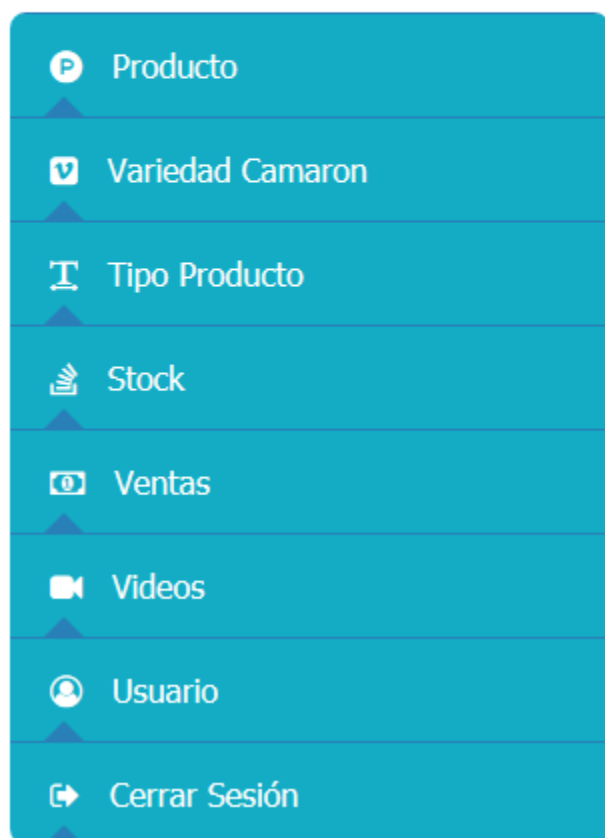 Producto
Variedad Camaron
Tipo Producto
Stock
Ventas
Videos
Usuario
Cerrar Sesión